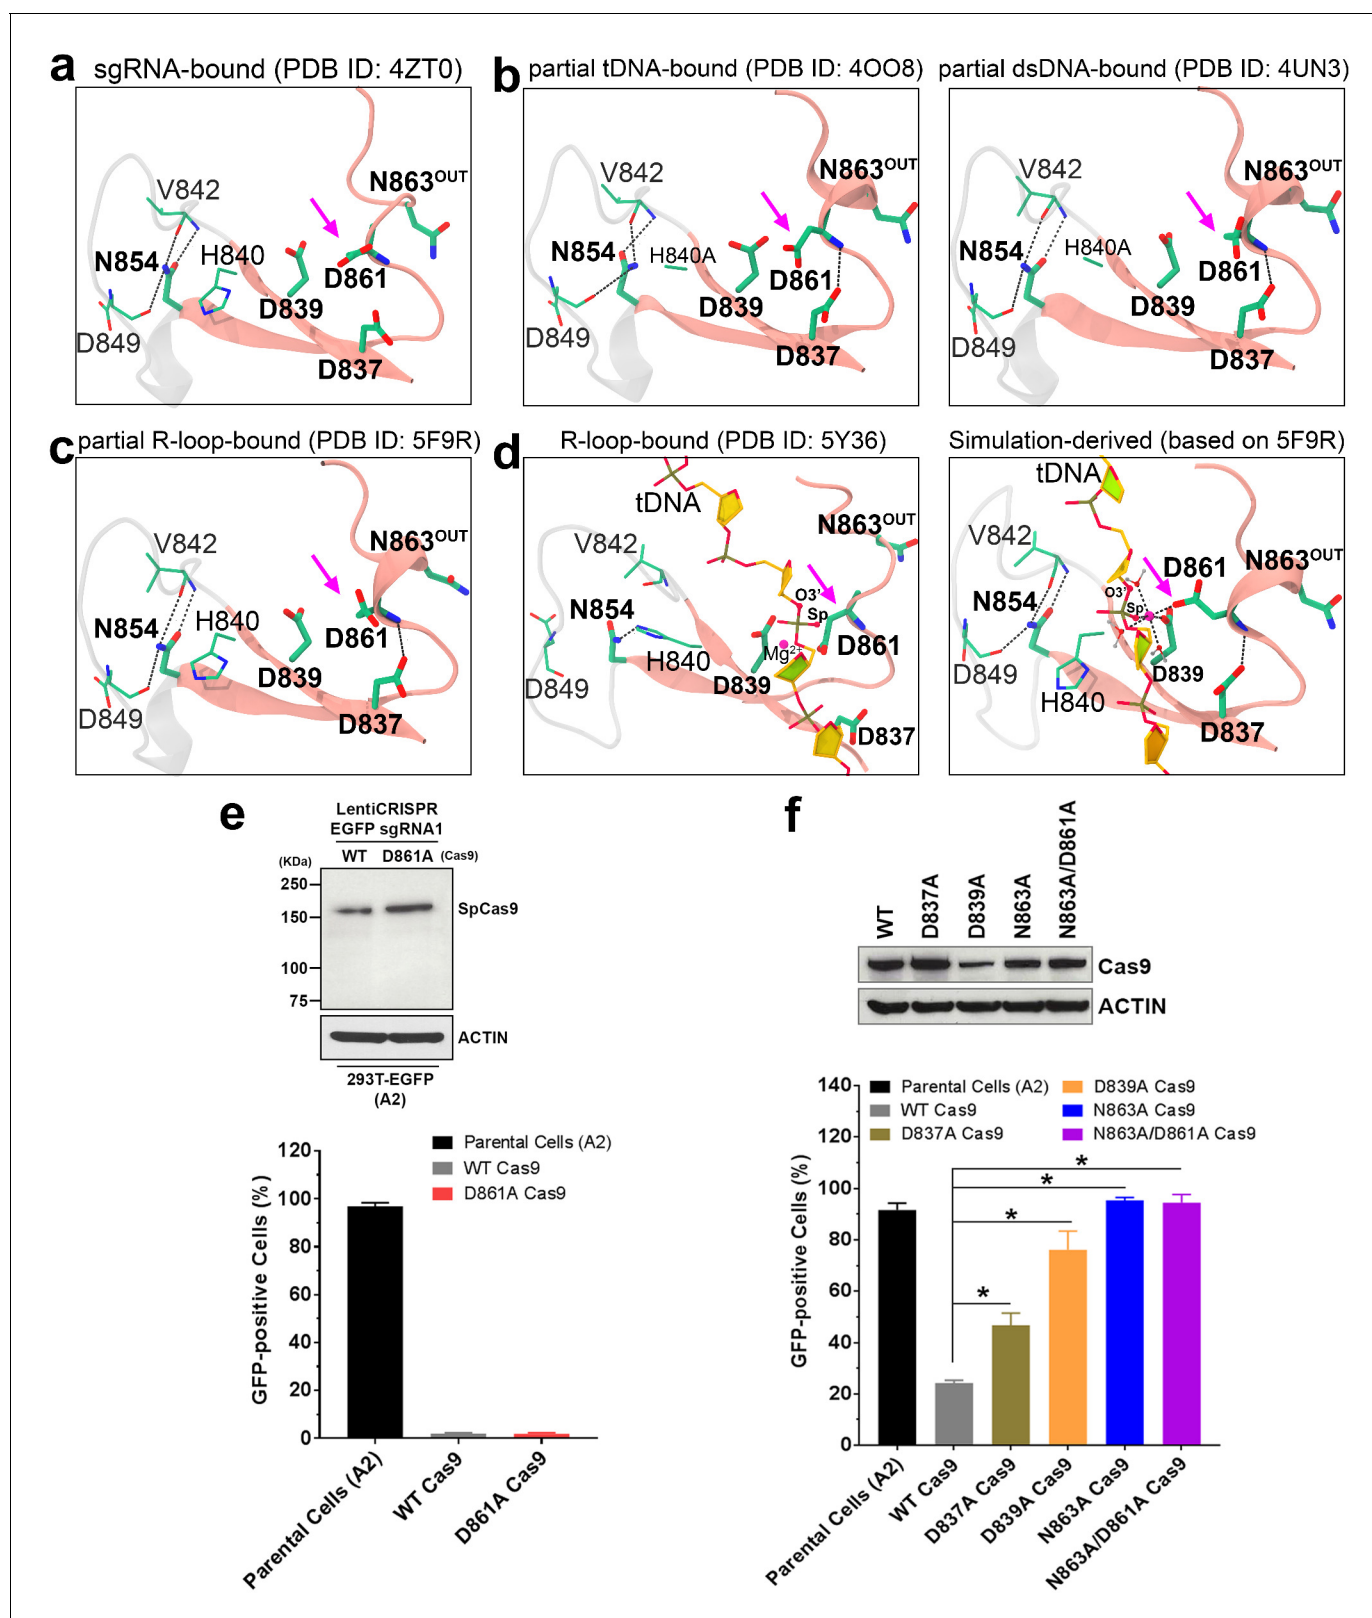 a sgRNA-bound (PDB ID: 4ZT0)
V842
N863OUT
N854
H840
D861
D839
D849
D837
b partial tDNA-bound (PDB ID: 4OO8)
V842
N863OUT
N854
H840A
D861
D839
D849
D837
partial dsDNA-bound (PDB ID: 4UN3)
V842
N863OUT
N854
H840A
D861
D839
D849
D837
c partial R-loop-bound (PDB ID: 5F9R)
V842
N863OUT
N854
H840
D861
D839
D849
D837
d R-loop-bound (PDB ID: 5Y36)
tDNA
V842
N863OUT
N854
O3'
Sp
D861
Mg2+
H840
D839
D849
D837
Simulation-derived (based on 5F9R)
tDNA
V842
D861
N863OUT
O3'
Sp
N854
D849
D839
H840
D837
e
LentiCRISPR
EGFP sgRNA1
(KDa) WT D861A (Cas9)
250
SpCas9
150
100
75
ACTIN
293T-EGFP
(A2)
Parental Cells (A2)
WT Cas9
D861A Cas9
GFP-positive Cells (%)
120
100
80
60
40
20
0
Parental Cells (A2)
WT Cas9
D861A Cas9
f
WT
D837A
D839A
N863A
N863A/D861A
Cas9
ACTIN
Parental Cells (A2)
WT Cas9
D837A Cas9
D839A Cas9
N863A Cas9
N863A/D861A Cas9
GFP-positive Cells (%)
140
120
100
80
60
40
20
0
*
*
*
*
Parental Cells (A2)
WT Cas9
D837A Cas9
D839A Cas9
N863A Cas9
N863A/D861A Cas9